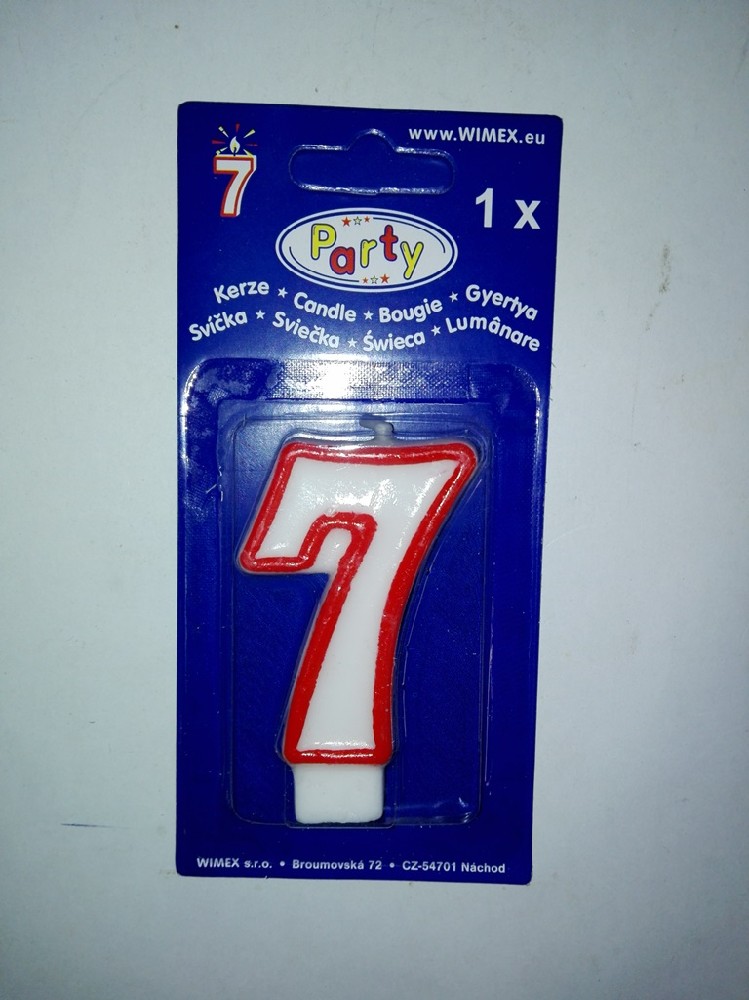 www.WIMEX.eu
7
1 x
Party
Kerze ★ Candle ★ Bougie ★ Gyertya
Svíčka ★ Sviečka ★ Świeca ★ Lumânare
7
WIMEX s.r.o. • Broumovská 72 • CZ-54701 Náchod